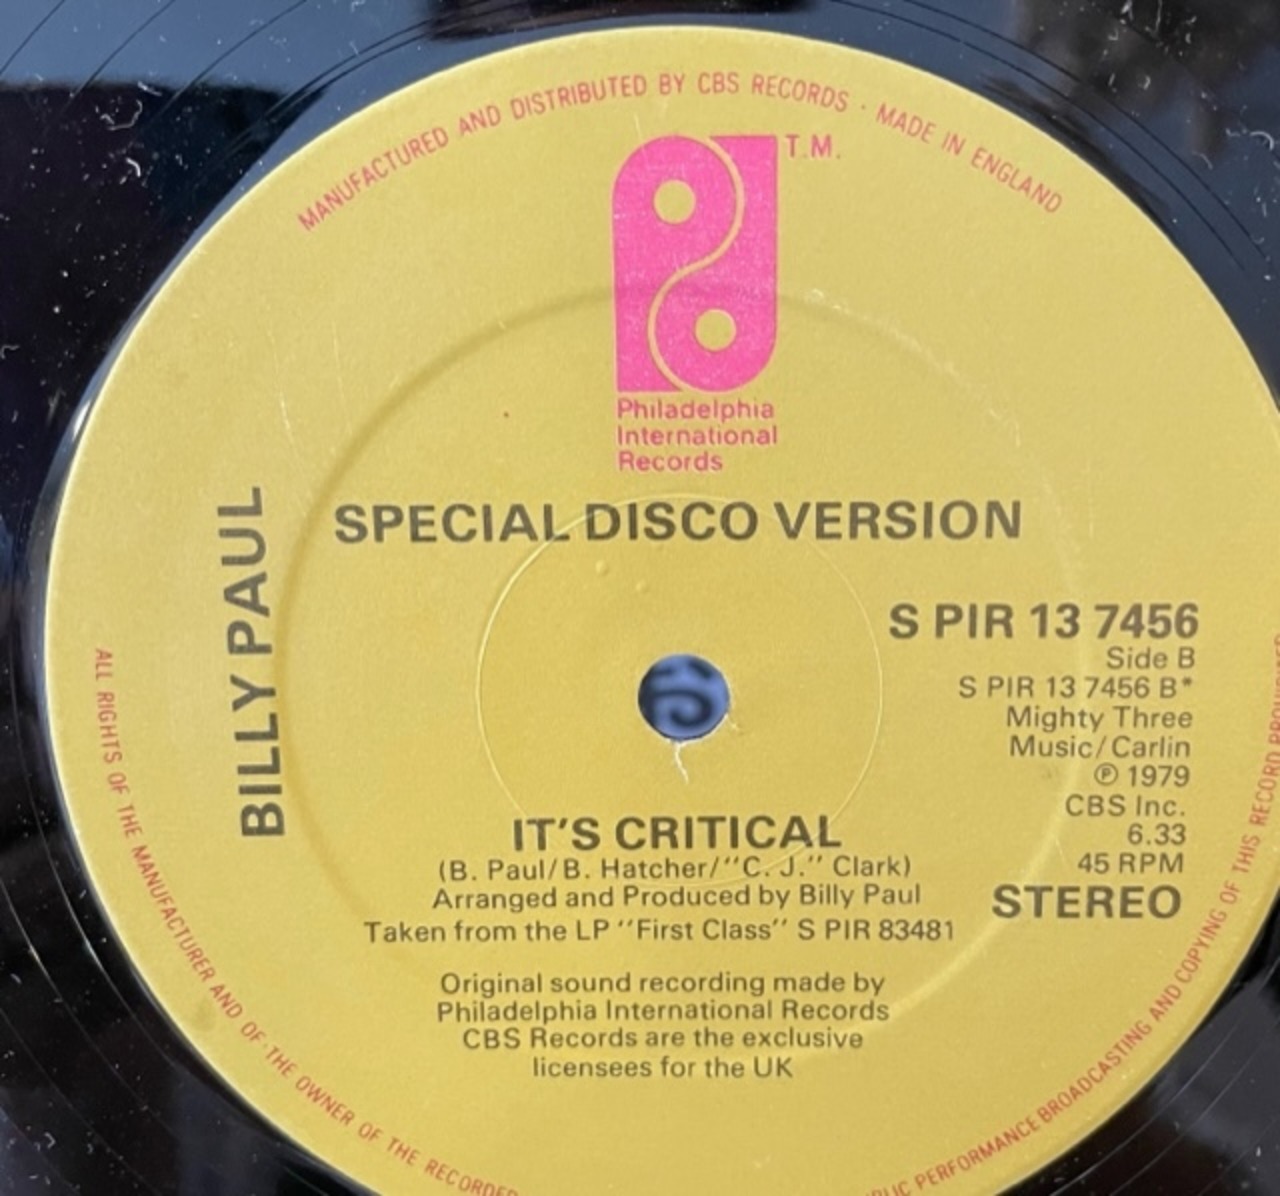 MANUFACTURED AND DISTRIBUTED BY CBS RECORDS · MADE IN ENGLAND
T.M.
Philadelphia
International
Records
BILLY PAUL
SPECIAL DISCO VERSION
S PIR 13 7456
Side B
S PIR 13 7456 B*
Mighty Three
Music/Carlin
℗ 1979
CBS Inc.
6.33
45 RPM
STEREO
IT'S CRITICAL
(B. Paul/B. Hatcher/"C. J." Clark)
Arranged and Produced by Billy Paul
Taken from the LP "First Class" S PIR 83481
Original sound recording made by
Philadelphia International Records
CBS Records are the exclusive
licensees for the UK
ALL RIGHTS OF THE MANUFACTURER AND OF THE OWNER OF THE RECORDED
PERFORMANCE BROADCASTING AND COPYING OF THIS RECORD